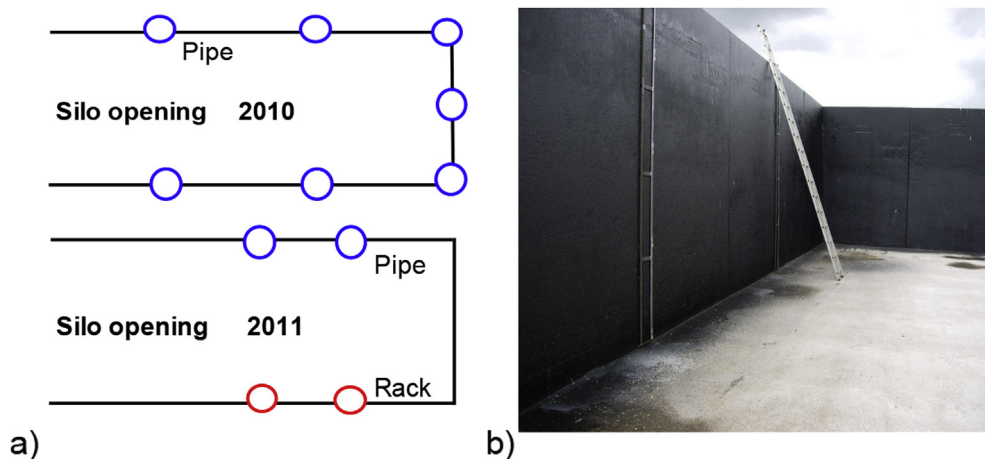 Pipe
Silo opening 2010
Pipe
Silo opening 2011
Rack
a)
b)